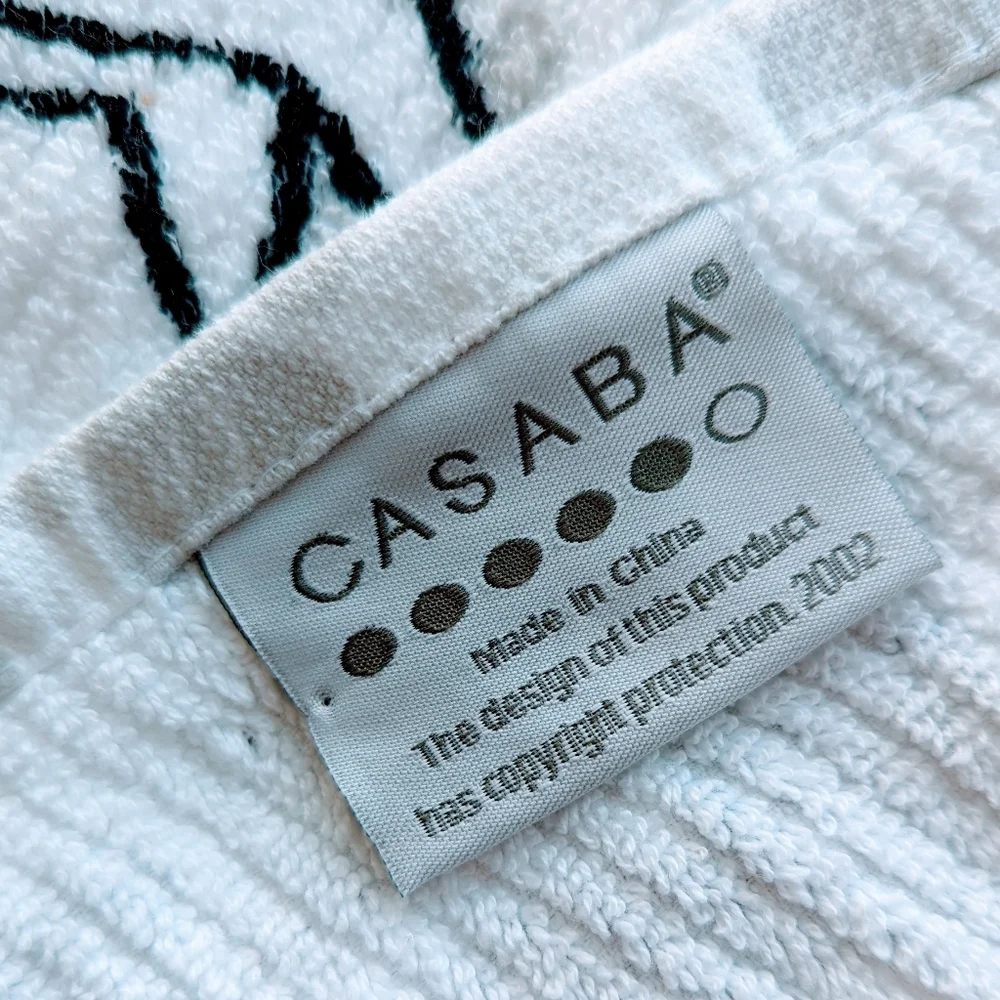 CASABA®
Made in china
The design of this product
has copyright protection. 2002